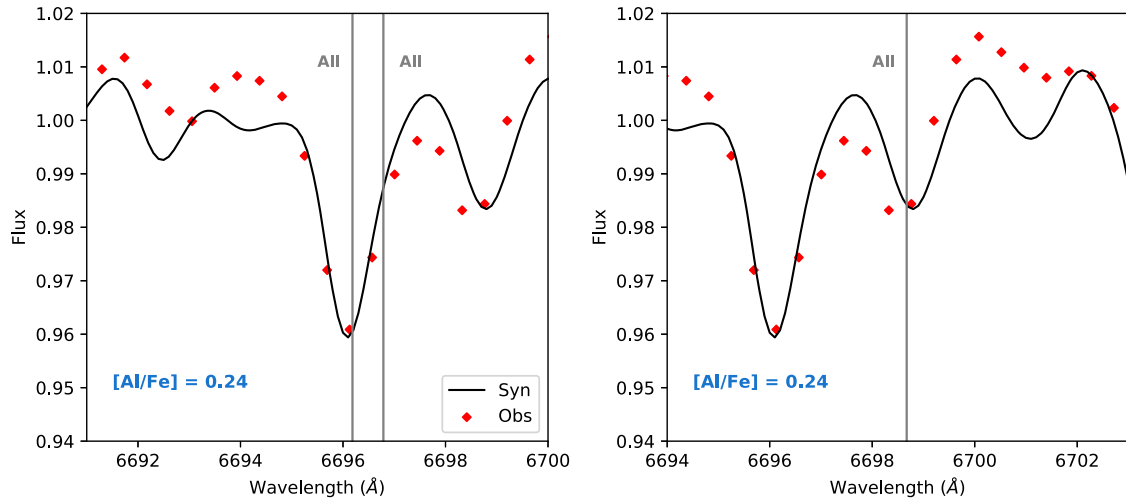 1.02
1.01
1.00
0.99
0.98
0.97
0.96
0.95
0.94
Flux
AlI
AlI
[Al/Fe] = 0.24
Syn
Obs
6692
6694
6696
6698
6700
Wavelength (Å)
1.02
1.01
1.00
0.99
0.98
0.97
0.96
0.95
0.94
Flux
AlI
[Al/Fe] = 0.24
6694
6696
6698
6700
6702
Wavelength (Å)